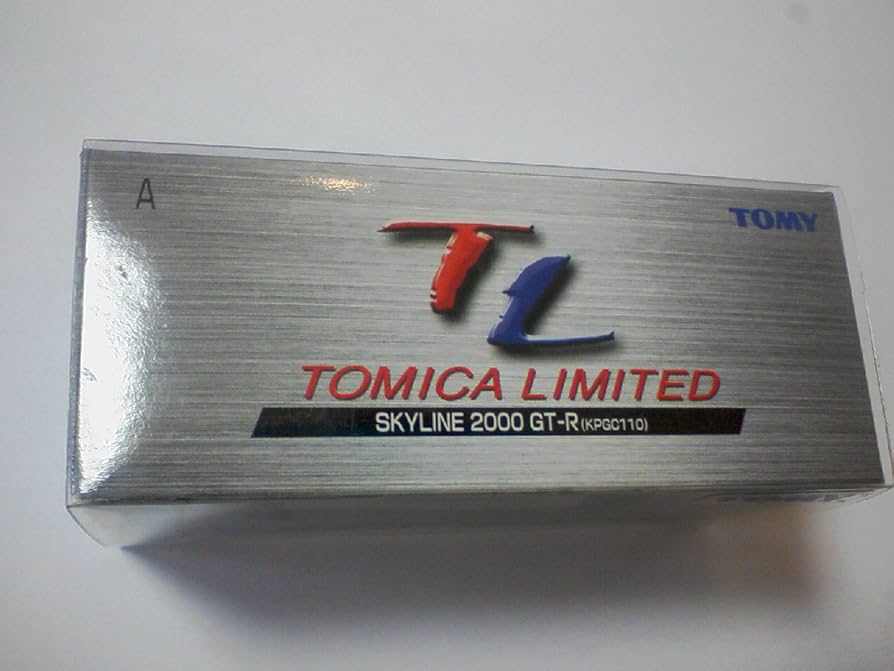 A
TOMY
TL
TOMICA LIMITED
SKYLINE 2000 GT-R(KPGC110)